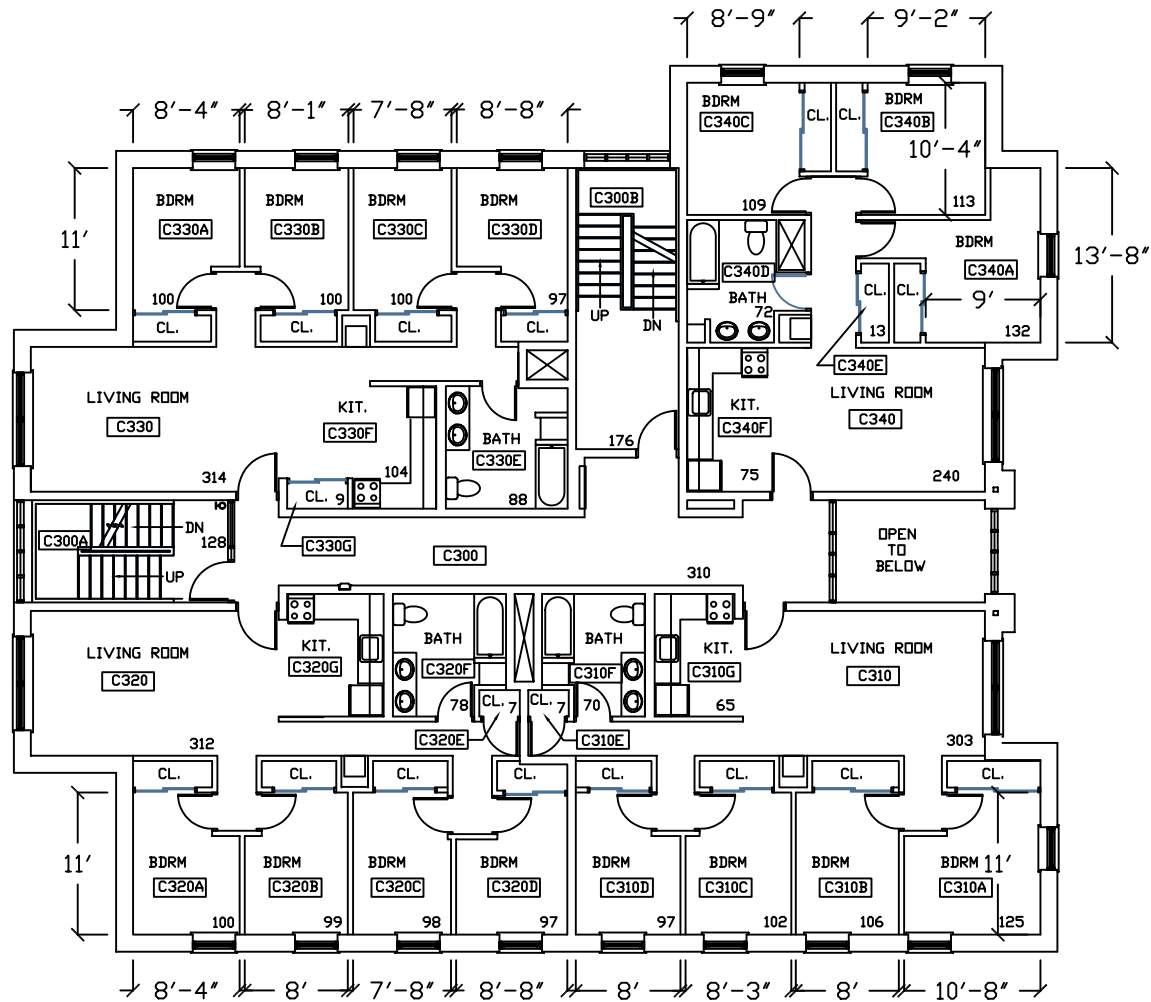 8'-9"
9'-2"
8'-4"
8'-1"
7'-8"
8'-8"
BDRM
C340C
CL.
CL.
BDRM
C340B
10'-4"
109
113
11'
BDRM
C330A
BDRM
C330B
BDRM
C330C
BDRM
C330D
C300B
100
100
100
97
CL.
CL.
CL.
CL.
UP
DN
C340D
BATH
72
BDRM
C340A
13'-8"
CL.
CL.
9'
13
132
C340E
LIVING ROOM
C330
KIT.
C330F
BATH
C330E
KIT.
C340F
LIVING ROOM
C340
314
CL.
9
104
88
176
75
240
C300A
DN
128
UP
C330G
C300
310
OPEN
TO
BELOW
LIVING ROOM
C320
KIT.
C320G
BATH
C320F
BATH
C310F
KIT.
C310G
LIVING ROOM
C310
312
78
CL.
7
CL.
7
70
65
303
C320E
C310E
CL.
CL.
CL.
CL.
CL.
CL.
CL.
CL.
11'
BDRM
C320A
BDRM
C320B
BDRM
C320C
BDRM
C320D
BDRM
C310D
BDRM
C310C
BDRM
C310B
BDRM
C310A
11'
100
99
98
97
97
102
106
125
8'-4"
8'
7'-8"
8'-8"
8'
8'-3"
8'
10'-8"